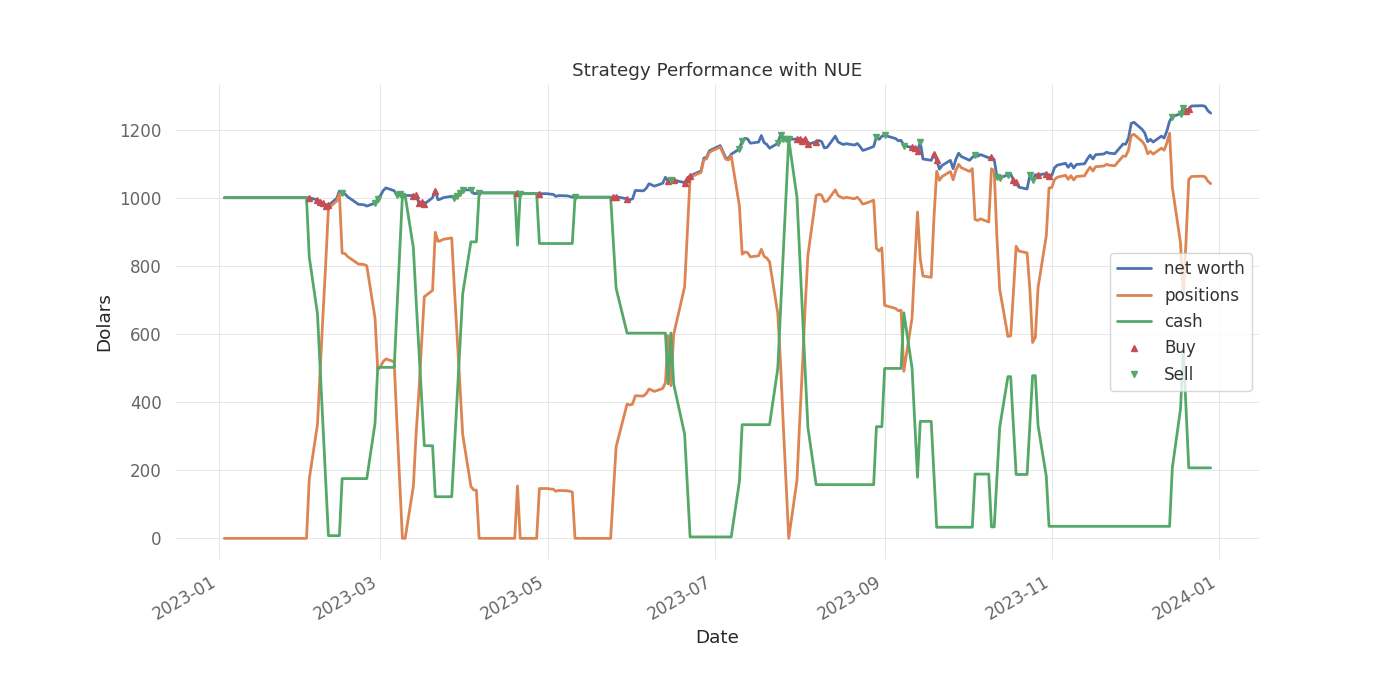 Strategy Performance with NUE
1200
1000
800
600
400
200
0
Dolars
net worth
positions
cash
Buy
Sell
2023-01
2023-03
2023-05
2023-07
2023-09
2023-11
2024-01
Date